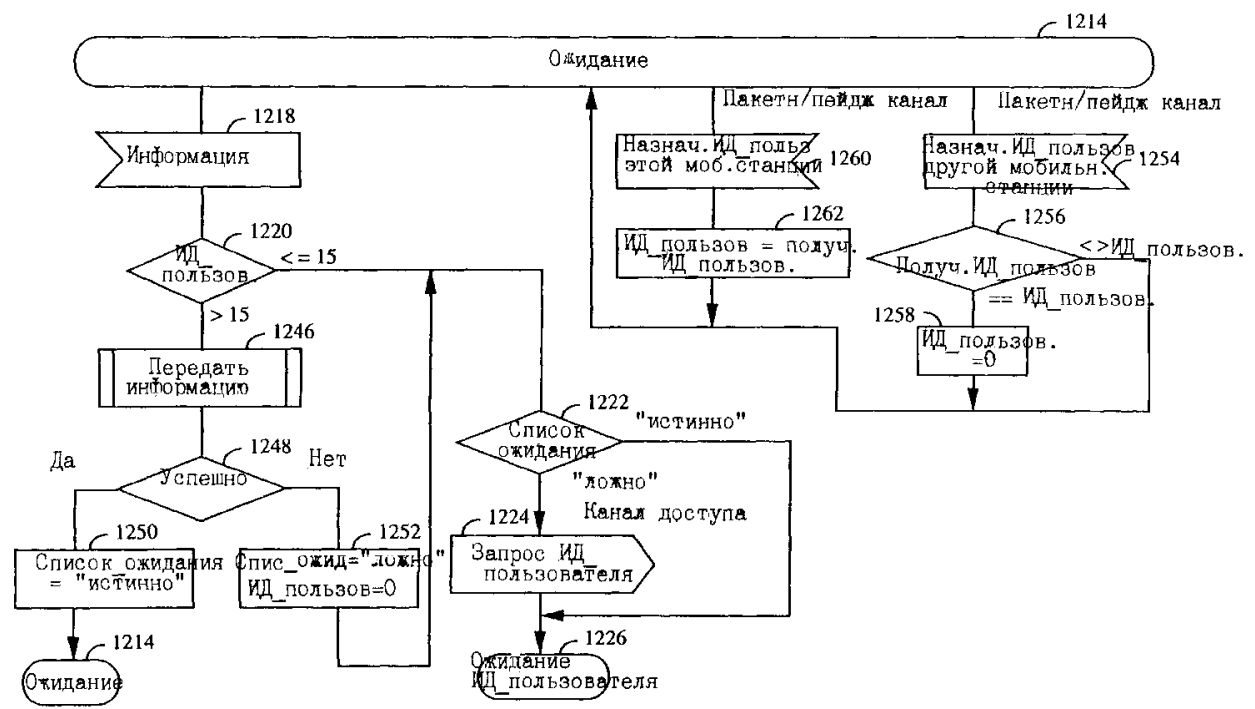 1214
Ожидание
Пакетн/пейдж канал
Пакетн/пейдж канал
1218
Информация
Назнач.ИД_польз
этой моб.станции
1260
Назнач.ИД_пользов.
другой мобильн.
станции
1254
1220
ИД_
пользов.
<= 15
> 15
1262
ИД_пользов = получ.
ИД_пользов.
1256
Получ.ИД_пользов
<>ИД_пользов.
== ИД_пользов.
1258
ИД_пользов.
=0
1246
Передать
информацию
1248
Успешно
Да
Нет
1222
Список
ожидания
"истинно"
"ложно"
Канал доступа
1250
Список_ожидания
= "истинно"
1252
Спис_ожид="ложно"
ИД_пользов=0
1224
Запрос ИД_
пользователя
1214
Ожидание
1226
Ожидание
ИД_пользователя